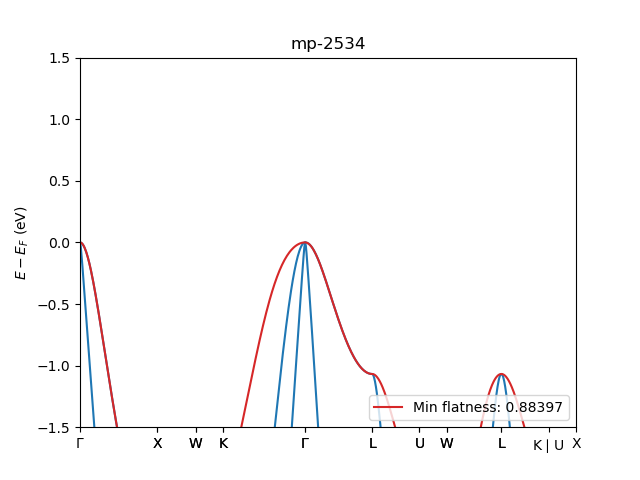 mp-2534
E − E_F (eV)
1.5
1.0
0.5
0.0
−0.5
−1.0
−1.5
Min flatness: 0.88397
Γ X W K Γ L U W L K | U X